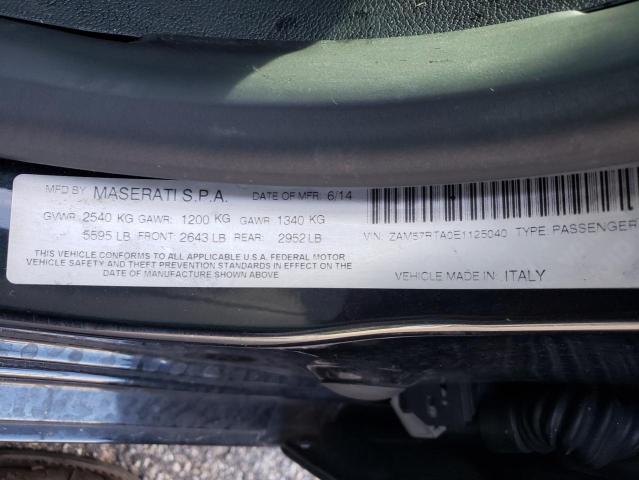 MFD BY MASERATI S.P.A. DATE OF MFR: 6/14
GVWR: 2540 KG GAWR: 1200 KG GAWR: 1340 KG
5595 LB FRONT: 2643 LB REAR: 2952 LB
THIS VEHICLE CONFORMS TO ALL APPLICABLE U.S.A. FEDERAL MOTOR
VEHICLE SAFETY AND THEFT PREVENTION STANDARDS IN EFFECT ON THE
DATE OF MANUFACTURE SHOWN ABOVE
VIN: ZAM57RTA0E1125040 TYPE: PASSENGER
VEHICLE MADE IN: ITALY